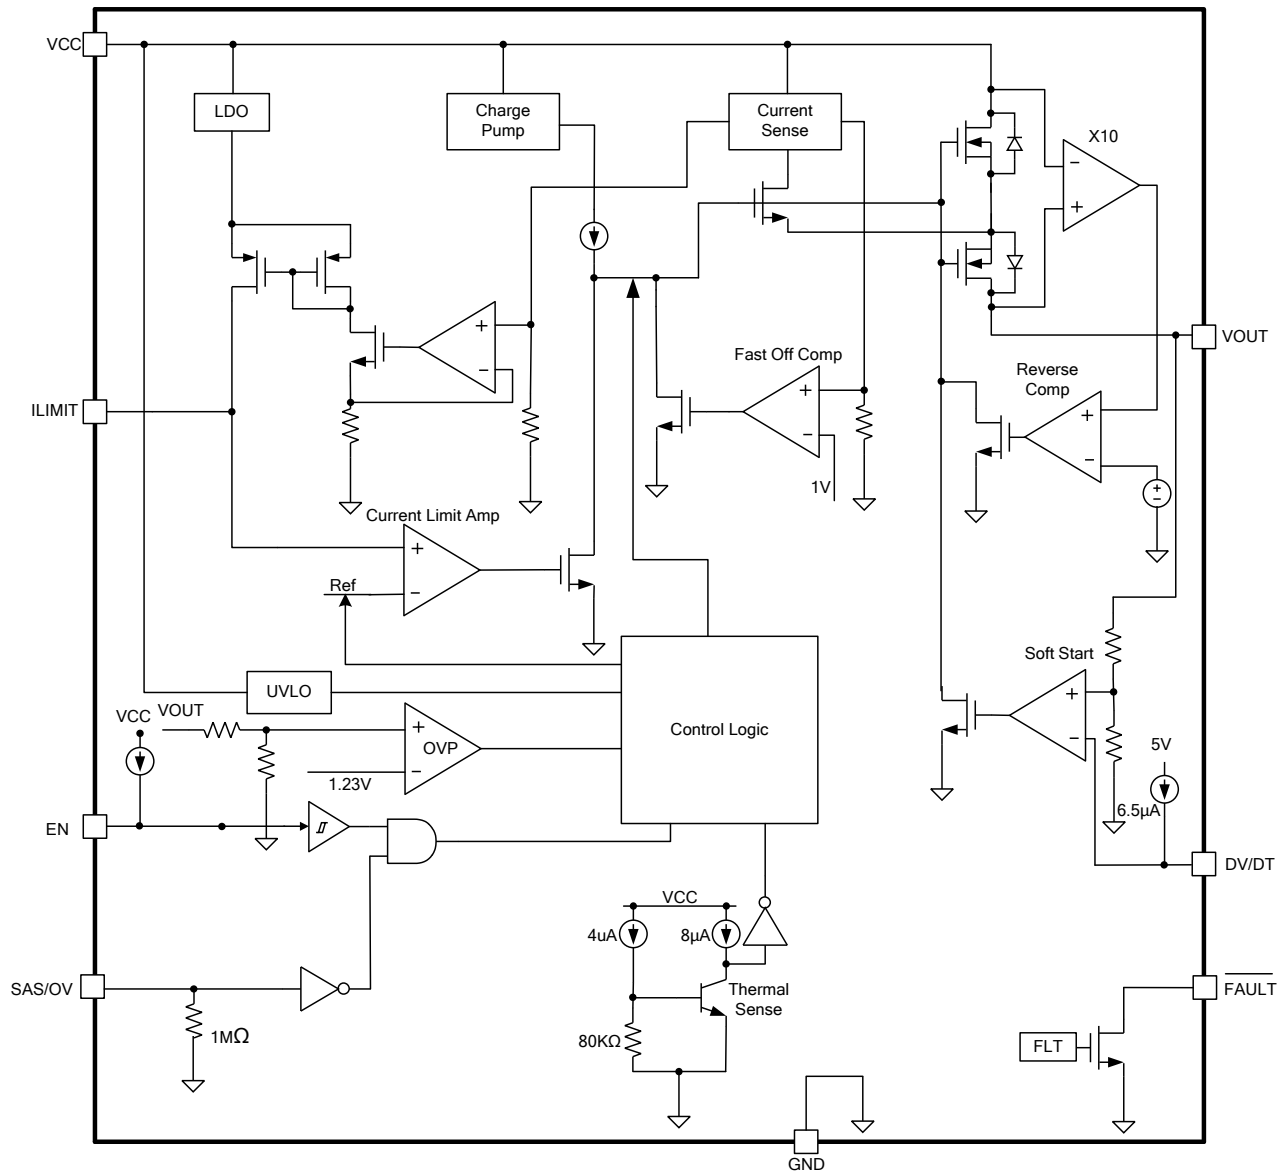 VCC
LDO
Charge
Pump
Current
Sense
X10
−
+
+
−
VOUT
Fast Off Comp
+
−
1V
Reverse
Comp
+
−
+
−
ILIMIT
Current Limit Amp
+
−
Ref
Soft Start
+
−
UVLO
VCC
VOUT
+
OVP
−
1.23V
Control Logic
5V
6.5µA
EN
DV/DT
VCC
4uA
8µA
Thermal
Sense
80KΩ
SAS/OV
1MΩ
FAULT
FLT
GND